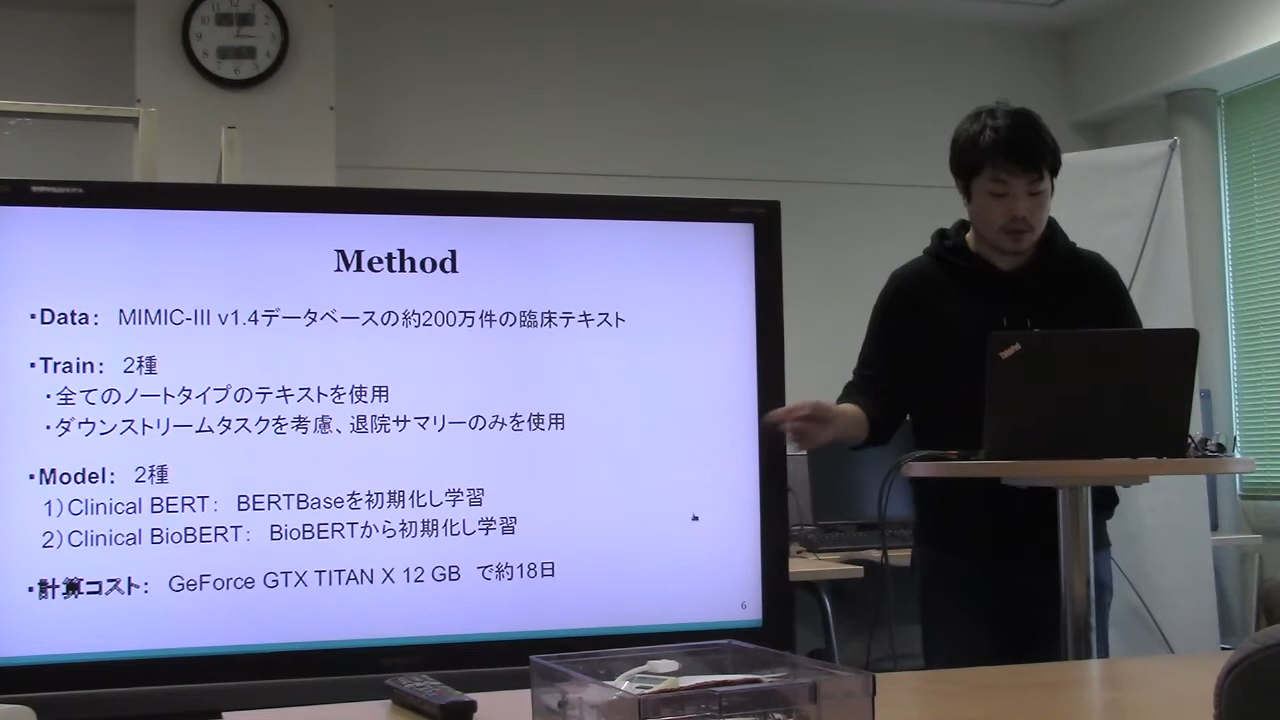 Method
・Data： MIMIC-III v1.4データベースの約200万件の臨床テキスト
・Train： 2種
・全てのノートタイプのテキストを使用
・ダウンストリームタスクを考慮、退院サマリーのみを使用
・Model： 2種
1）Clinical BERT： BERTBaseを初期化し学習
2）Clinical BioBERT： BioBERTから初期化し学習
・計算コスト： GeForce GTX TITAN X 12 GB で約18日
6
ThinkPad